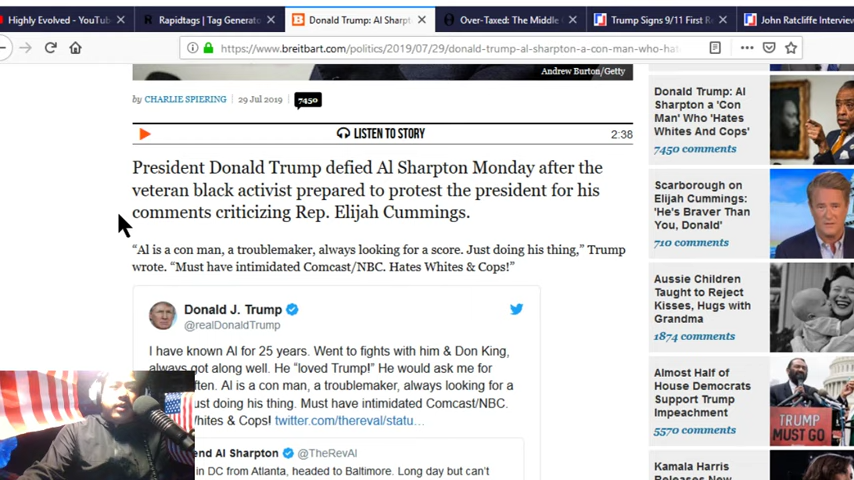 Highly Evolved - YouTub
Rapidtags | Tag Generato
Donald Trump: Al Sharpt
Over-Taxed: The Middle
Trump Signs 9/11 First R
John Ratcliffe Interview
https://www.breitbart.com/politics/2019/07/29/donald-trump-al-sharpton-a-con-man-who-hat
Andrew Burton/Getty
by CHARLIE SPIERING 29 Jul 2019 7450
LISTEN TO STORY 2:38
President Donald Trump defied Al Sharpton Monday after the
veteran black activist prepared to protest the president for his
comments criticizing Rep. Elijah Cummings.
“Al is a con man, a troublemaker, always looking for a score. Just doing his thing,” Trump
wrote. “Must have intimidated Comcast/NBC. Hates Whites & Cops!”
Donald J. Trump
@realDonaldTrump
I have known Al for 25 years. Went to fights with him & Don King,
always got along well. He “loved Trump!” He would ask me for
ften. Al is a con man, a troublemaker, always looking for a
ust doing his thing. Must have intimidated Comcast/NBC.
hites & Cops! twitter.com/thereval/statu…
end Al Sharpton @TheRevAl
in DC from Atlanta, headed to Baltimore. Long day but can't
Donald Trump: Al
Sharpton a 'Con
Man' Who 'Hates
Whites And Cops'
7450 comments
Scarborough on
Elijah Cummings:
'He's Braver Than
You, Donald'
710 comments
Aussie Children
Taught to Reject
Kisses, Hugs with
Grandma
1874 comments
Almost Half of
House Democrats
Support Trump
Impeachment
5570 comments
TRUMP
MUST GO
Kamala Harris
Releases New